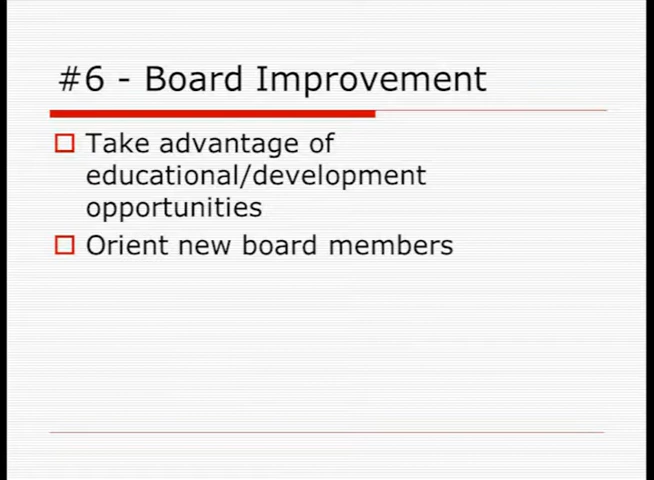 #6 - Board Improvement
Take advantage of
educational/development
opportunities
Orient new board members